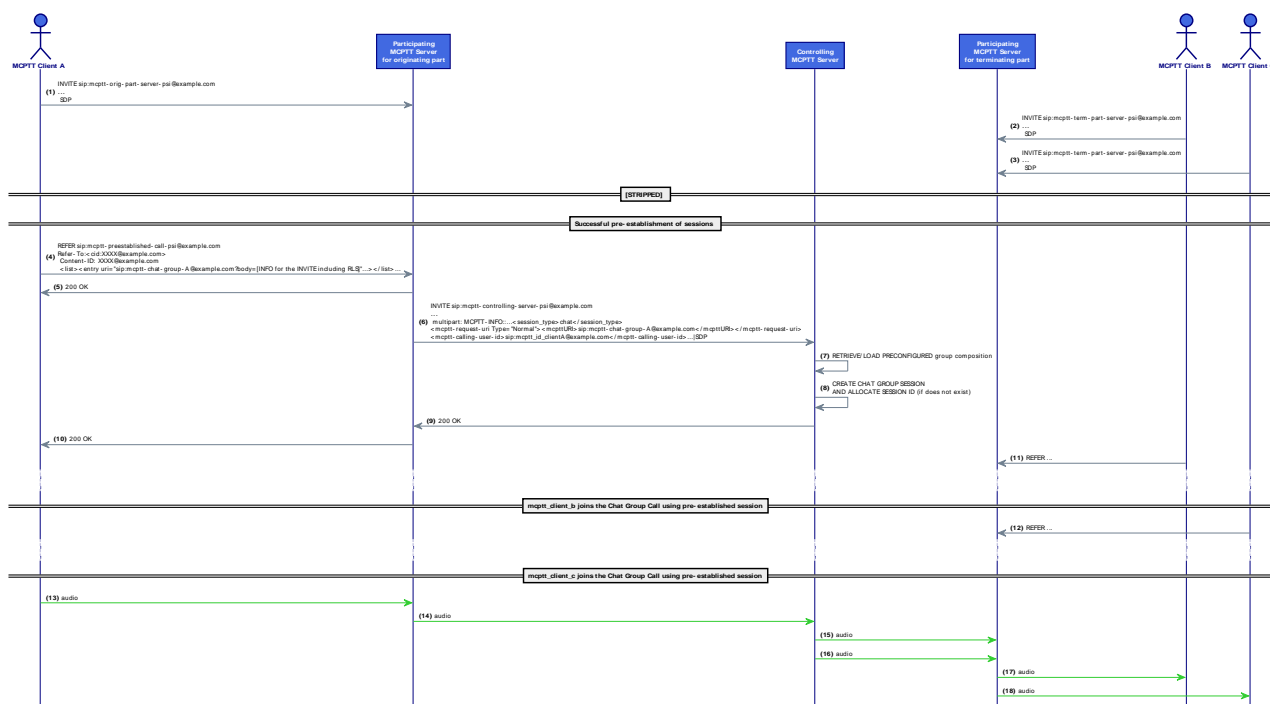 MCPTT Client A
Participating
MCPTT Server
for originating part
Controlling
MCPTT Server
Participating
MCPTT Server
for terminating part
MCPTT Client B
MCPTT Client
INVITE sip:mcptt-orig-part-server-psi@example.com
(1) ...
SDP
INVITE sip:mcptt-term-part-server-psi@example.com
(2) ...
SDP
INVITE sip:mcptt-term-part-server-psi@example.com
(3) ...
SDP
[STRIPPED]
Successful pre-establishment of sessions
REFER sip:mcptt-preestablished-call-psi@example.com
Refer-To:<cid:XXXX@example.com>
(4) Content-ID: XXXX@example.com
<list><entry uri="sip:mcptt-chat-group-A@example.com?body=[INFO for the INVITE including RLS]"...></list>...
(5) 200 OK
INVITE sip:mcptt-controlling-server-psi@example.com
...
(6) multipart: MCPTT-INFO::...<session_type>chat</session_type>
<mcptt-request-uri Type="Normal"><mcpttURI>sip:mcptt-chat-group-A@example.com</mcpttURI></mcptt-request-uri>
<mcptt-calling-user-id>sip:mcptt_id_clientA@example.com</mcptt-calling-user-id>...|SDP
(7) RETRIEVE/LOAD PRECONFIGURED group composition
(8) CREATE CHAT GROUP SESSION
AND ALLOCATE SESSION ID (if does not exist)
(9) 200 OK
(10) 200 OK
(11) REFER ...
mcptt_client_b joins the Chat Group Call using pre-established session
(12) REFER ...
mcptt_client_c joins the Chat Group Call using pre-established session
(13) audio
(14) audio
(15) audio
(16) audio
(17) audio
(18) audio